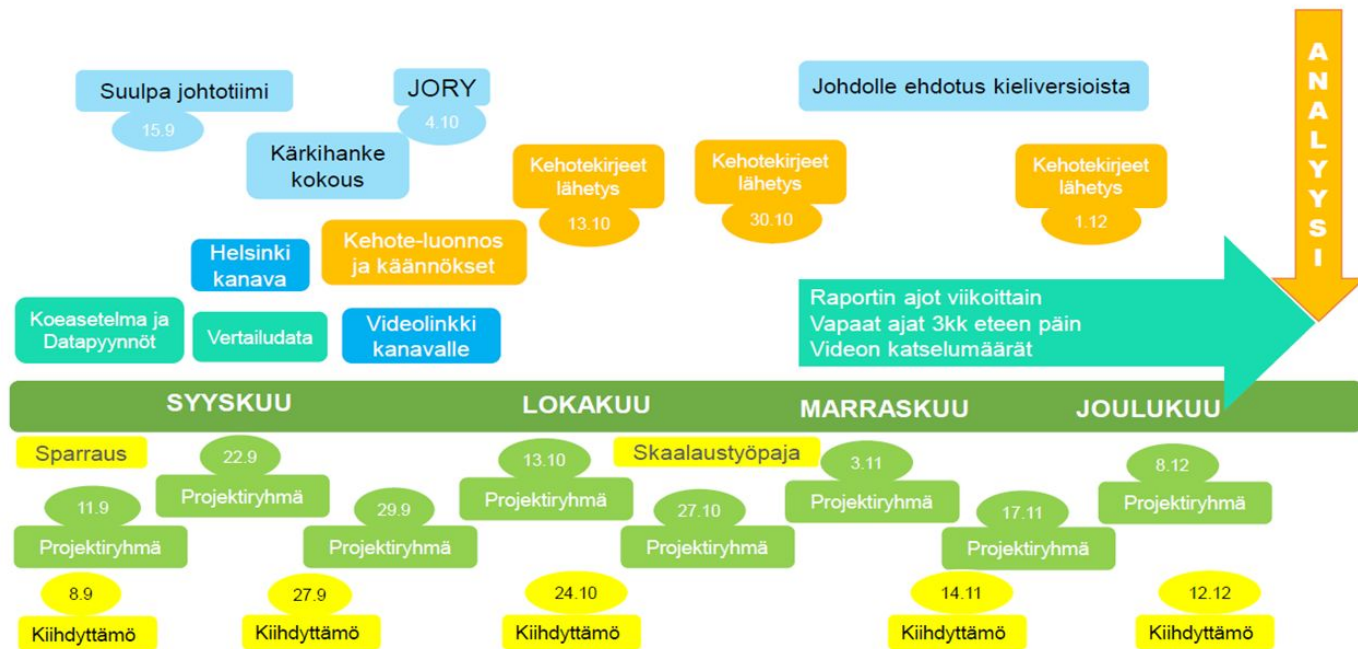 Suulpa johtotiimi
15.9
JORY
4.10
Johdolle ehdotus kieliversioista
ANALYYSI
Kärkihanke
kokous
Kehotekirjeet
lähetys
13.10
Kehotekirjeet
lähetys
30.10
Kehotekirjeet
lähetys
1.12
Helsinki
kanava
Kehote-luonnos
ja käännökset
Koeasetelma ja
Datapyynnöt
Vertailudata
Videolinkki
kanavalle
Raportin ajot viikoittain
Vapaat ajat 3kk eteen päin
Videon katselumäärät
SYYSKUU
LOKAKUU
MARRASKUU
JOULUKUU
Sparraus
22.9
Projektiryhmä
13.10
Projektiryhmä
Skaalaustyöpaja
3.11
Projektiryhmä
8.12
Projektiryhmä
11.9
Projektiryhmä
29.9
Projektiryhmä
27.10
Projektiryhmä
17.11
Projektiryhmä
8.9
Kiihdyttämö
27.9
Kiihdyttämö
24.10
Kiihdyttämö
14.11
Kiihdyttämö
12.12
Kiihdyttämö